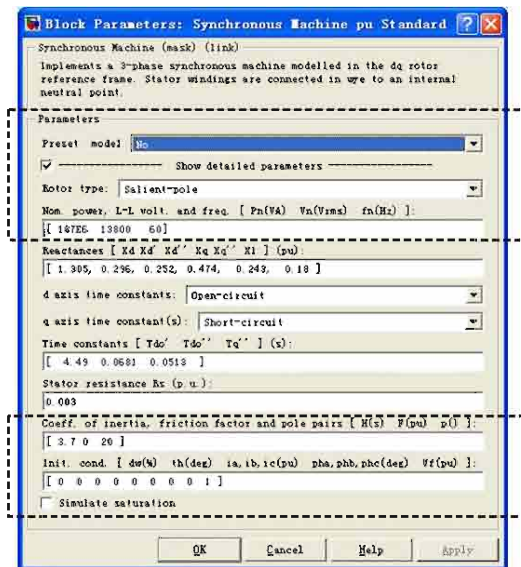 Block Parameters: Synchronous Machine pu Standard
Synchronous Machine (mask) (link)
Implements a 3-phase synchronous machine modelled in the dq rotor
reference frame. Stator windings are connected in wye to an internal
neutral point.
Parameters
Preset model No
Show detailed parameters
Rotor type: Salient-pole
Nom. power, L-L volt. and freq. [ Pn(VA) Vn(Vrms) fn(Hz) ]:
[ 187E6 13800 60]
Reactances [ Xd Xd' Xd'' Xq Xq'' Xl ] (pu):
[ 1.305, 0.296, 0.252, 0.474, 0.243, 0.18 ]
d axis time constants: Open-circuit
q axis time constant(s): Short-circuit
Time constants [ Tdo' Tdo'' Tq'' ] (s):
[ 4.49 0.0681 0.0513 ]
Stator resistance Rs (p.u.):
0.003
Coeff. of inertia, friction factor and pole pairs [ H(s) F(pu) p() ]:
[ 3.7 0 20 ]
Init. cond. [ dw(%) th(deg) ia,ib,ic(pu) pha,phb,phc(deg) Vf(pu) ]:
[ 0 0 0 0 0 0 0 0 1 ]
Simulate saturation
OK Cancel Help Apply